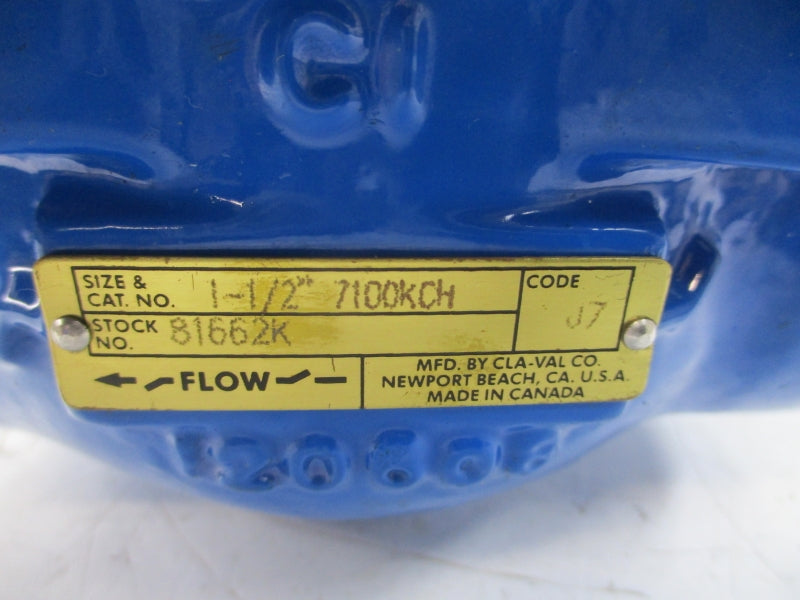 CI
SIZE &
CAT. NO. 1-1/2" 7100KCH
CODE
J7
STOCK
NO. 81662K
FLOW
MFD. BY CLA-VAL CO.
NEWPORT BEACH, CA. U.S.A.
MADE IN CANADA